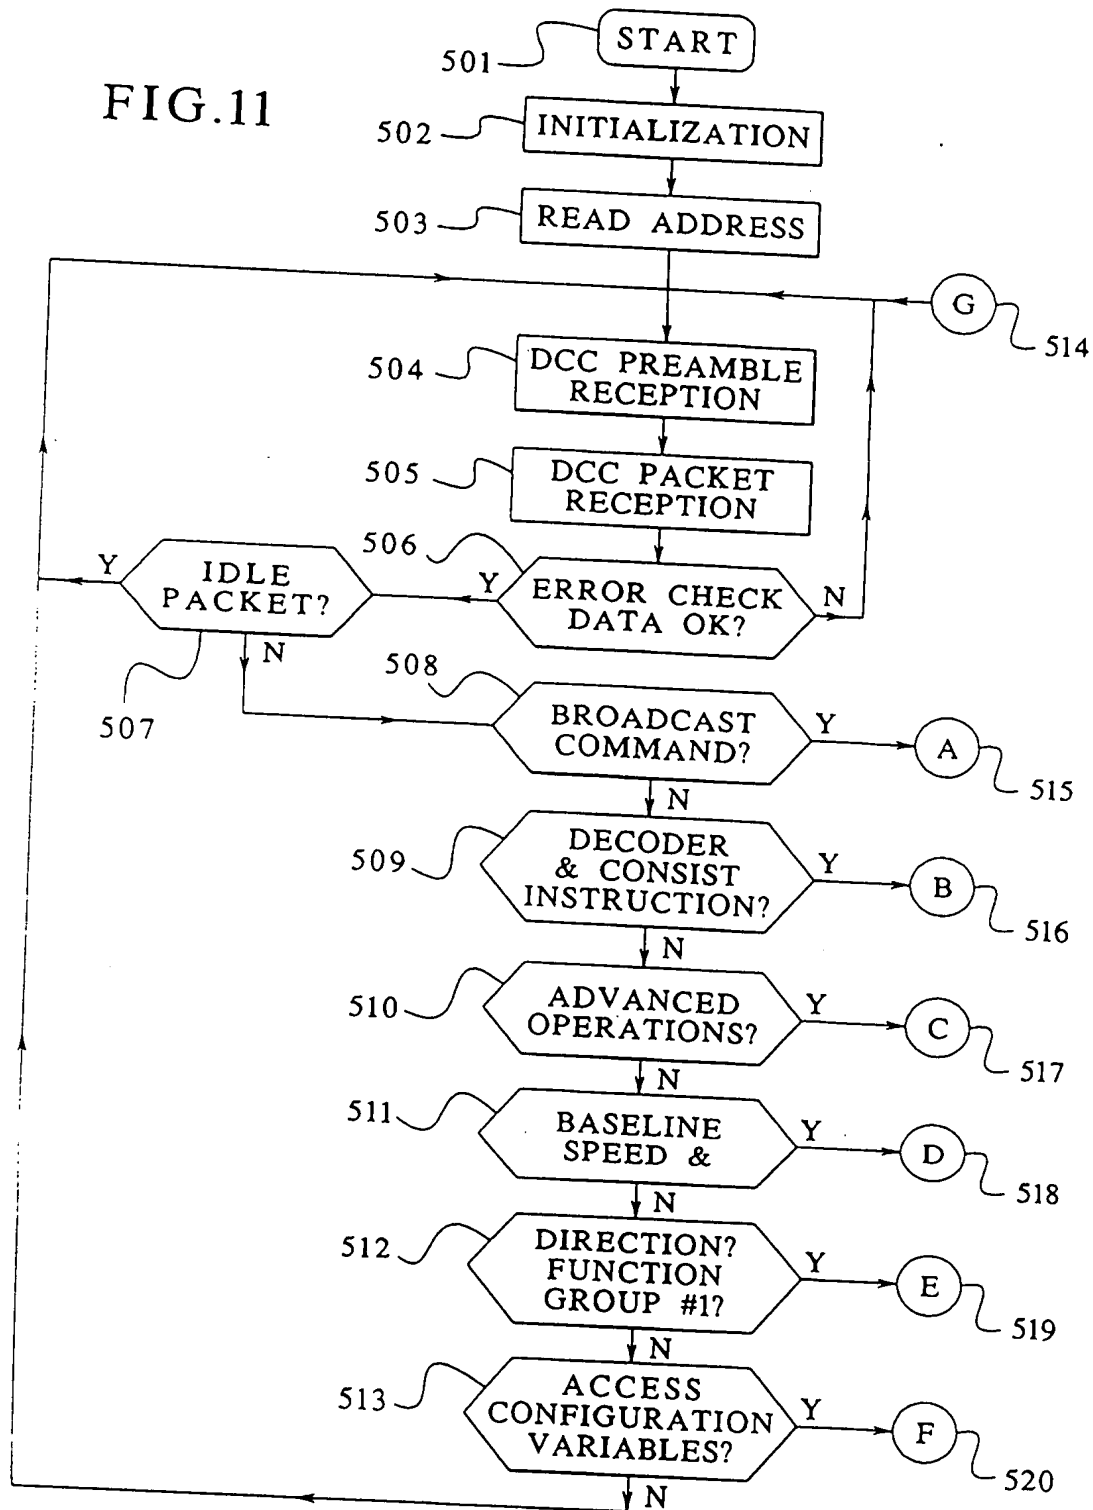 FIG.11
501
START
502
INITIALIZATION
503
READ ADDRESS
G
514
504
DCC PREAMBLE
RECEPTION
505
DCC PACKET
RECEPTION
506
ERROR CHECK
DATA OK?
Y
N
IDLE
PACKET?
Y
N
507
508
BROADCAST
COMMAND?
Y
A
515
N
509
DECODER
& CONSIST
INSTRUCTION?
Y
B
516
N
510
ADVANCED
OPERATIONS?
Y
C
517
N
511
BASELINE
SPEED &
Y
D
518
N
512
DIRECTION?
FUNCTION
GROUP #1?
Y
E
519
N
513
ACCESS
CONFIGURATION
VARIABLES?
Y
F
520
N